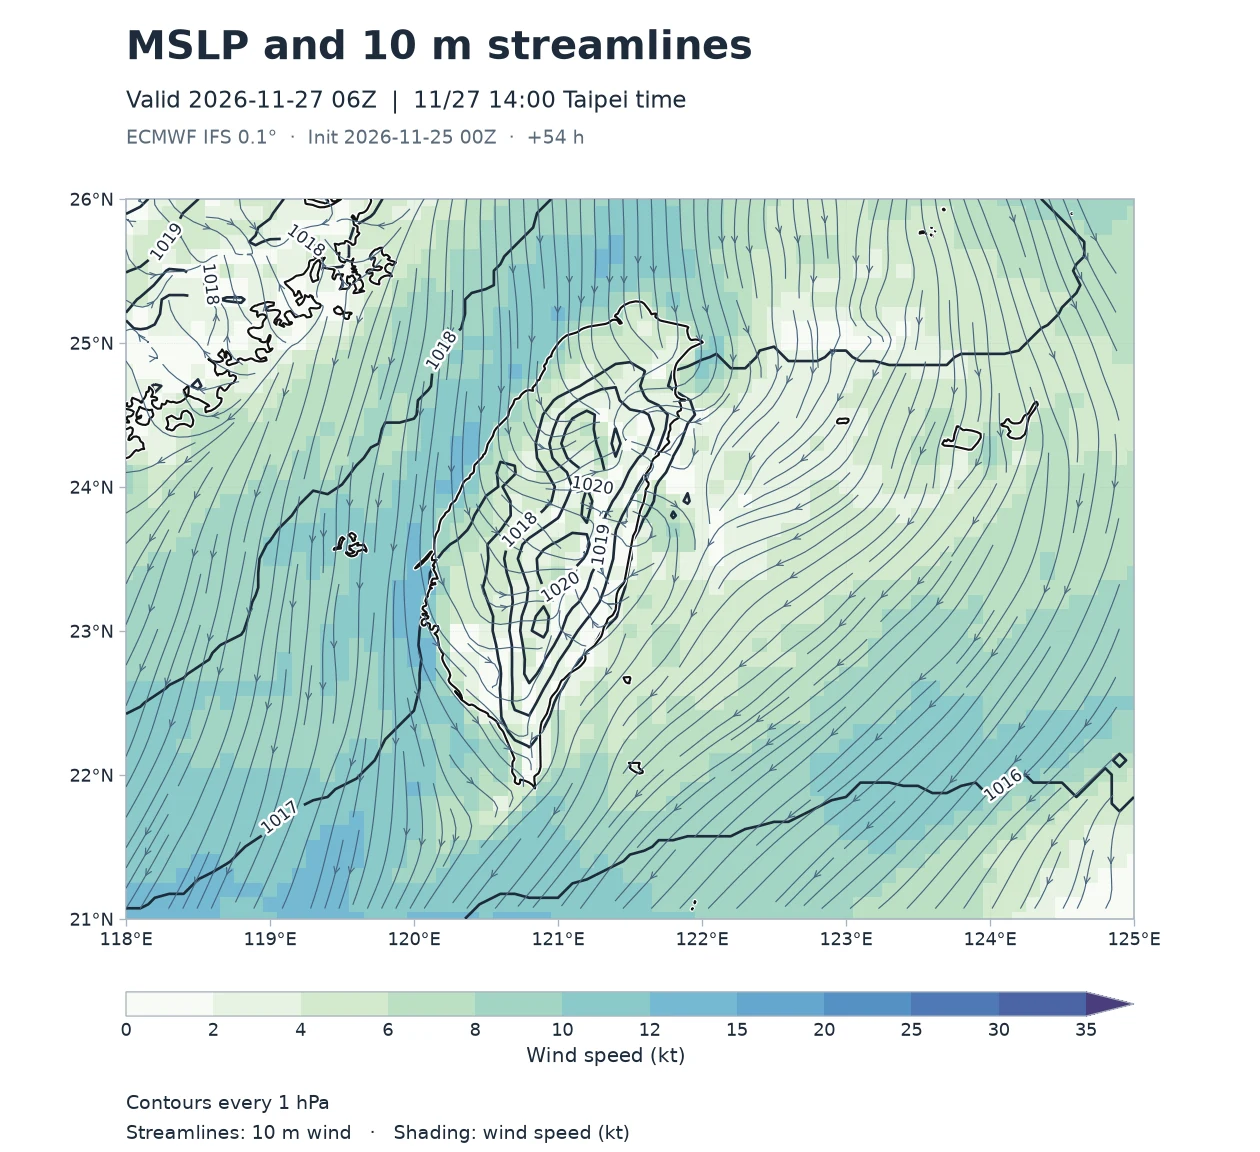 MSLP and 10 m streamlines
Valid 2026-11-27 06Z | 11/27 14:00 Taipei time
ECMWF IFS 0.1° · Init 2026-11-25 00Z · +54 h
26°N
25°N
24°N
23°N
22°N
21°N
1019
1018
1018
1018
1020
1018
1019
1020
1017
1016
118°E 119°E 120°E 121°E 122°E 123°E 124°E 125°E
0 2 4 6 8 10 12 15 20 25 30 35
Wind speed (kt)
Contours every 1 hPa
Streamlines: 10 m wind · Shading: wind speed (kt)